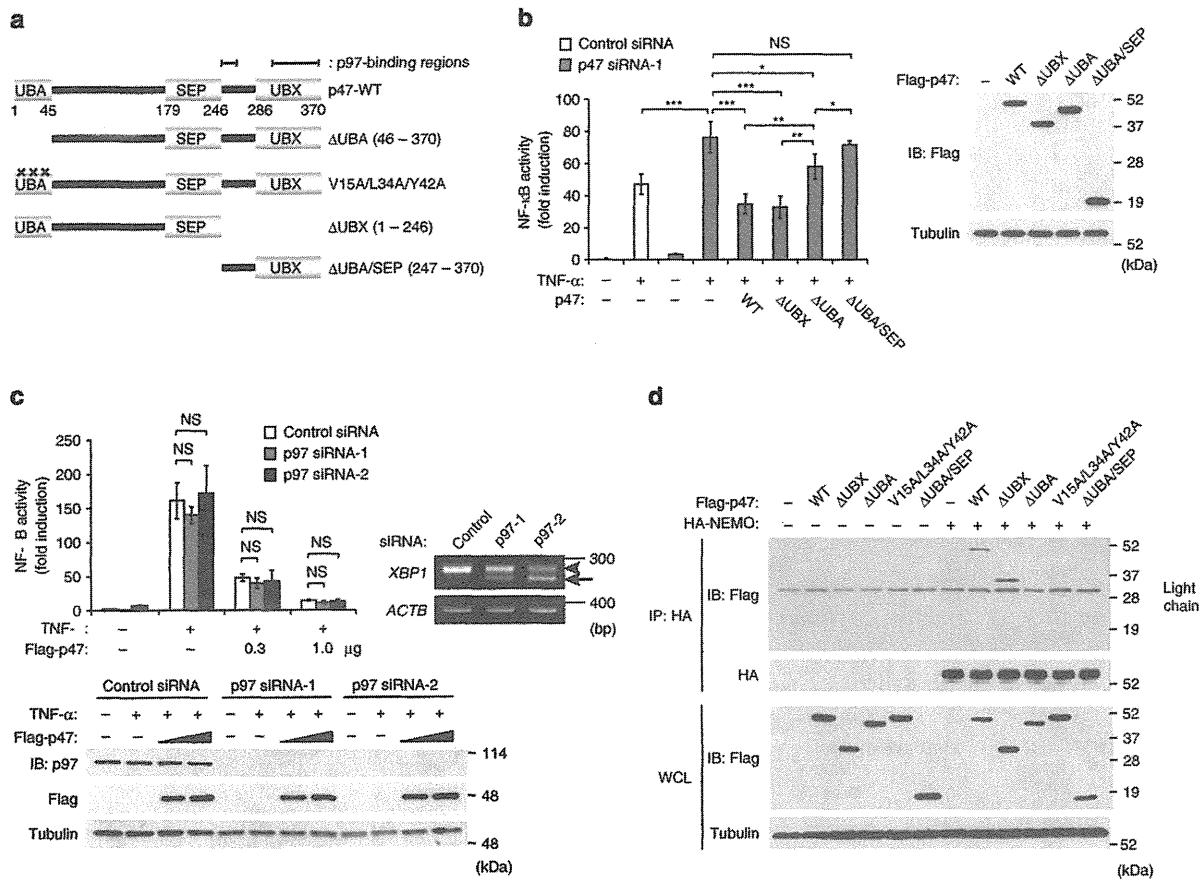 a
: p97-binding regions
UBA SEP UBX p47-WT
1 45 179 246 286 370
SEP UBX ΔUBA (46 – 370)
×××
UBA SEP UBX V15A/L34A/Y42A
UBA SEP ΔUBX (1 – 246)
UBX ΔUBA/SEP (247 – 370)
b
Control siRNA
p47 siRNA-1
NS
*
***
*** ***
**
*
**
NF-κB activity
(fold induction)
100
80
60
40
20
0
TNF-α: – + – + + + + +
p47: – – – – WT ΔUBX ΔUBA ΔUBA/SEP
Flag-p47: – WT ΔUBX ΔUBA ΔUBA/SEP
IB: Flag
52
37
28
19
Tubulin
52
(kDa)
c
Control siRNA
p97 siRNA-1
p97 siRNA-2
NS
NS
NS
NS
NS
NS
NF- B activity
(fold induction)
250
200
150
100
50
0
TNF- : – + + +
Flag-p47: – – 0.3 1.0 μg
siRNA: Control p97-1 p97-2
XBP1
300
ACTB
400
(bp)
Control siRNA p97 siRNA-1 p97 siRNA-2
TNF-α: – + + + – + + + – + + +
Flag-p47: – – – – – –
IB: p97
114
Flag
48
Tubulin
48
(kDa)
d
Flag-p47: – WT ΔUBX ΔUBA V15A/L34A/Y42A ΔUBA/SEP – WT ΔUBX ΔUBA V15A/L34A/Y42A ΔUBA/SEP
HA-NEMO: – – – – – – + + + + + +
IP: HA
IB: Flag
52
37
28
19
Light
chain
HA
52
WCL
IB: Flag
52
37
28
19
Tubulin
52
(kDa)